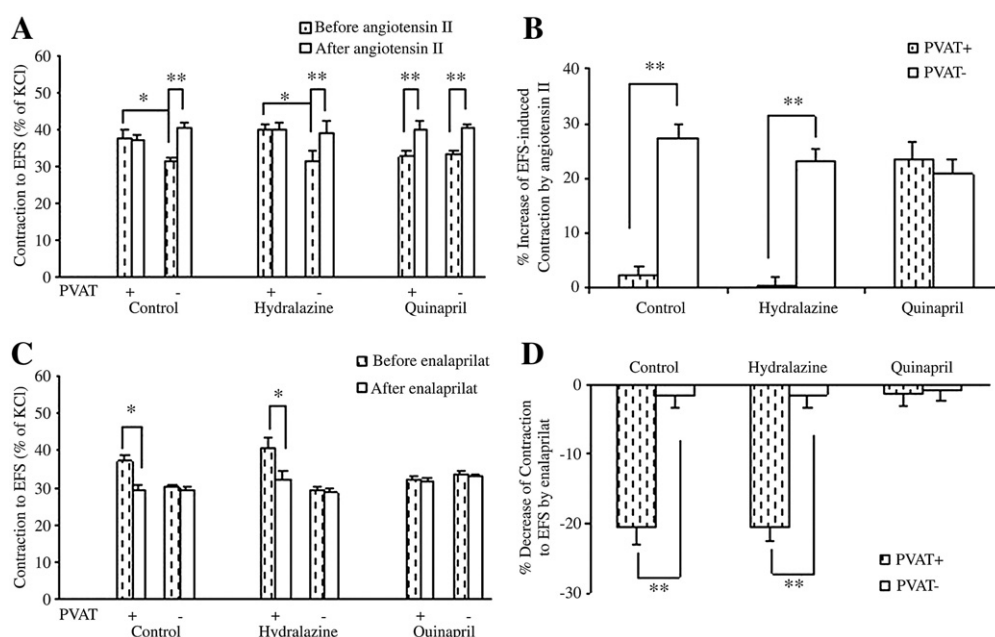 A
Before angiotensin II
After angiotensin II
Contraction to EFS (% of KCl)
60
50
40
30
20
10
0
*
**
*
**
**
**
PVAT
+
-
+
-
+
-
Control
Hydralazine
Quinapril
B
PVAT+
PVAT-
% Increase of EFS-induced
Contraction by angiotensin II
40
30
20
10
0
**
**
Control
Hydralazine
Quinapril
C
Before enalaprilat
After enalaprilat
Contraction to EFS (% of KCl)
60
50
40
30
20
10
0
*
*
PVAT
+
-
+
-
+
-
Control
Hydralazine
Quinapril
D
Control
Hydralazine
Quinapril
% Decrease of Contraction
to EFS by enalaprilat
0
-10
-20
-30
**
**
PVAT+
PVAT-